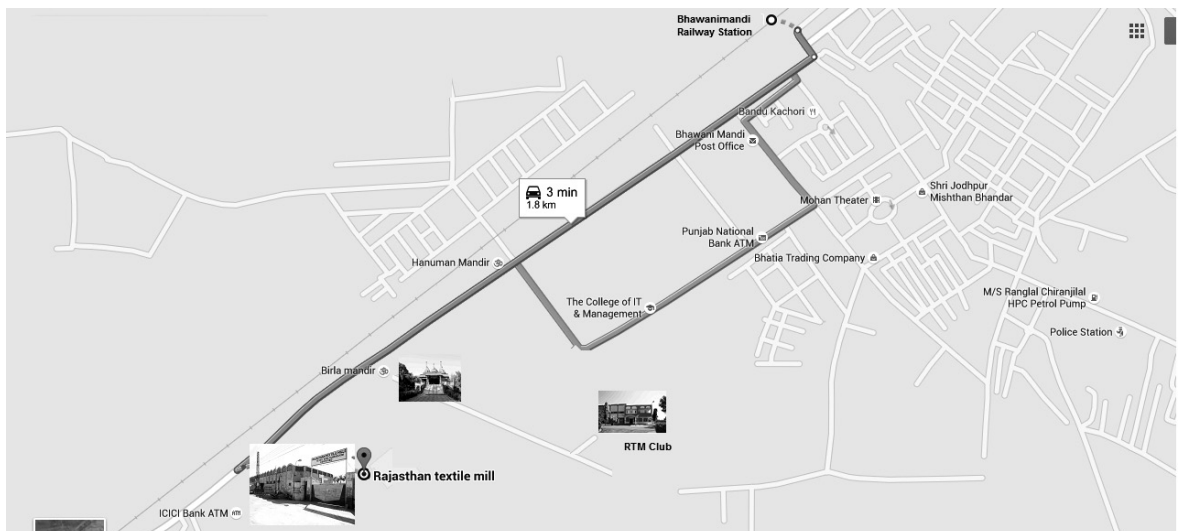 Bhawanimandi
Railway Station
Bandu Kachori
Bhawani Mandi
Post Office
3 min
1.8 km
Mohan Theater
Shri Jodhpur
Mishthan Bhandar
Punjab National
Bank ATM
Bhatia Trading Company
Hanuman Mandir
The College of IT
& Management
M/S Ranglal Chiranjilal
HPC Petrol Pump
Police Station
Birla mandir
RTM Club
Rajasthan textile mill
ICICI Bank ATM